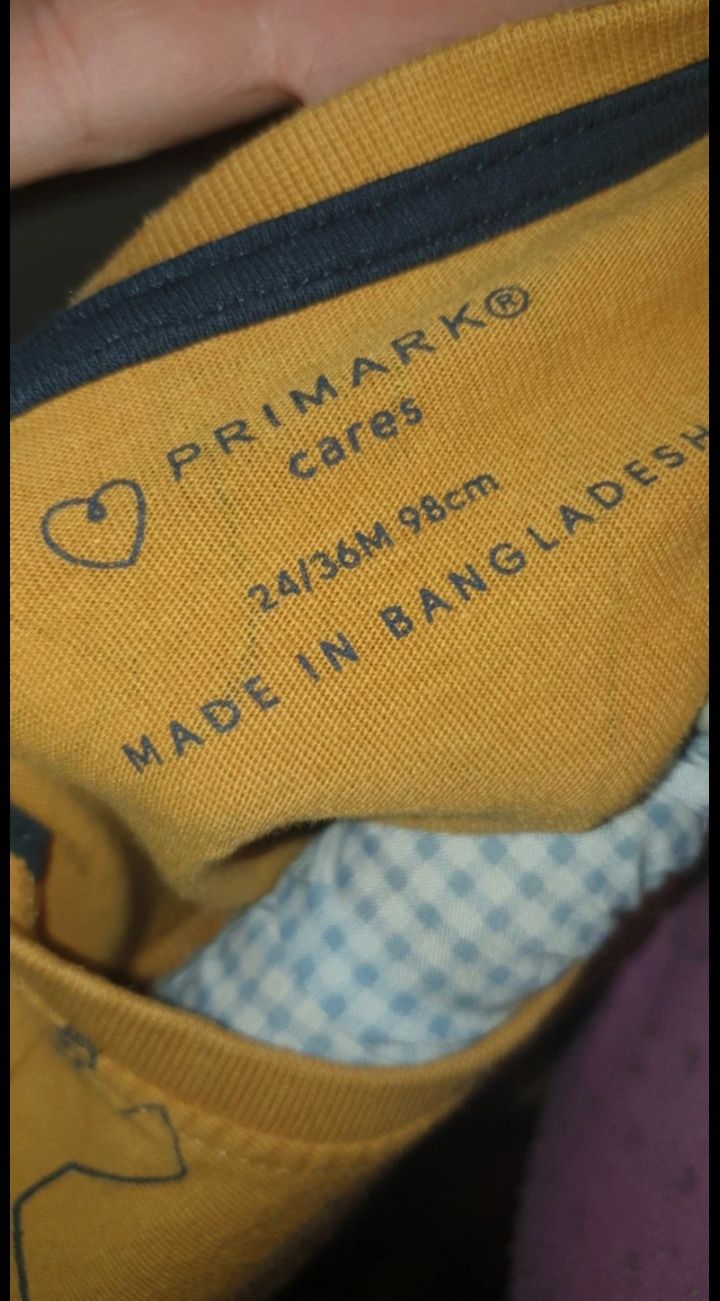 PRIMARK®
cares
24/36M 98cm
MADE IN BANGLADESH